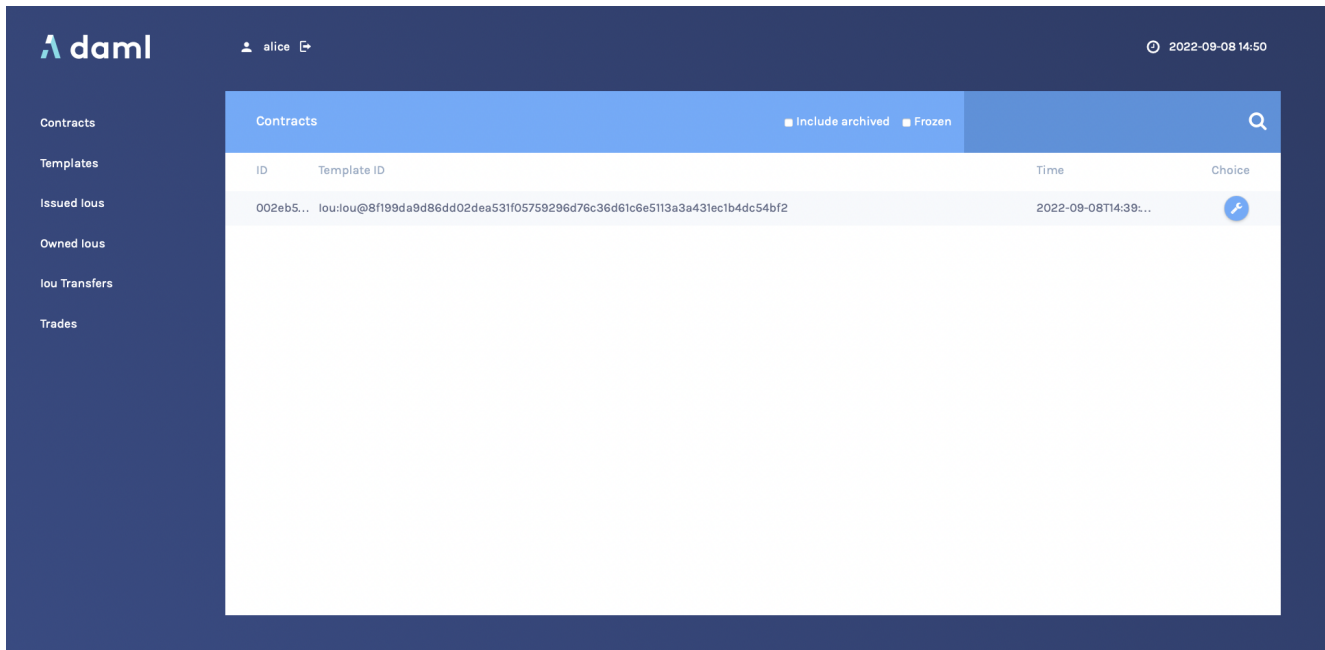 daml
alice
2022-09-08 14:50
Contracts
Templates
Issued Ious
Owned Ious
Iou Transfers
Trades
Contracts
Include archived
Frozen
ID Template ID Time Choice
002eb5... Iou:Iou@8f199da9d86dd02dea531f05759296d76c36d61c6e5113a3a431ec1b4dc54bf2 2022-09-08T14:39:...